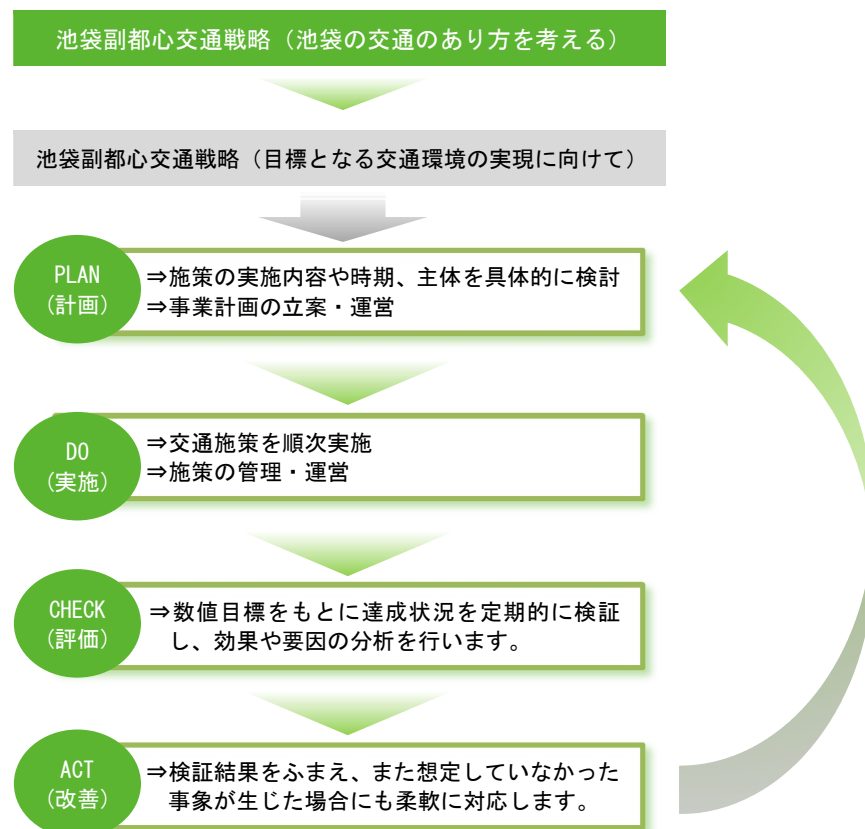 池袋副都心交通戦略（池袋の交通のあり方を考える）
池袋副都心交通戦略（目標となる交通環境の実現に向けて）
PLAN
（計画）
⇒施策の実施内容や時期、主体を具体的に検討
⇒事業計画の立案・運営
DO
（実施）
⇒交通施策を順次実施
⇒施策の管理・運営
CHECK
（評価）
⇒数値目標をもとに達成状況を定期的に検証
し、効果や要因の分析を行います。
ACT
（改善）
⇒検証結果をふまえ、また想定していなかった
事象が生じた場合にも柔軟に対応します。